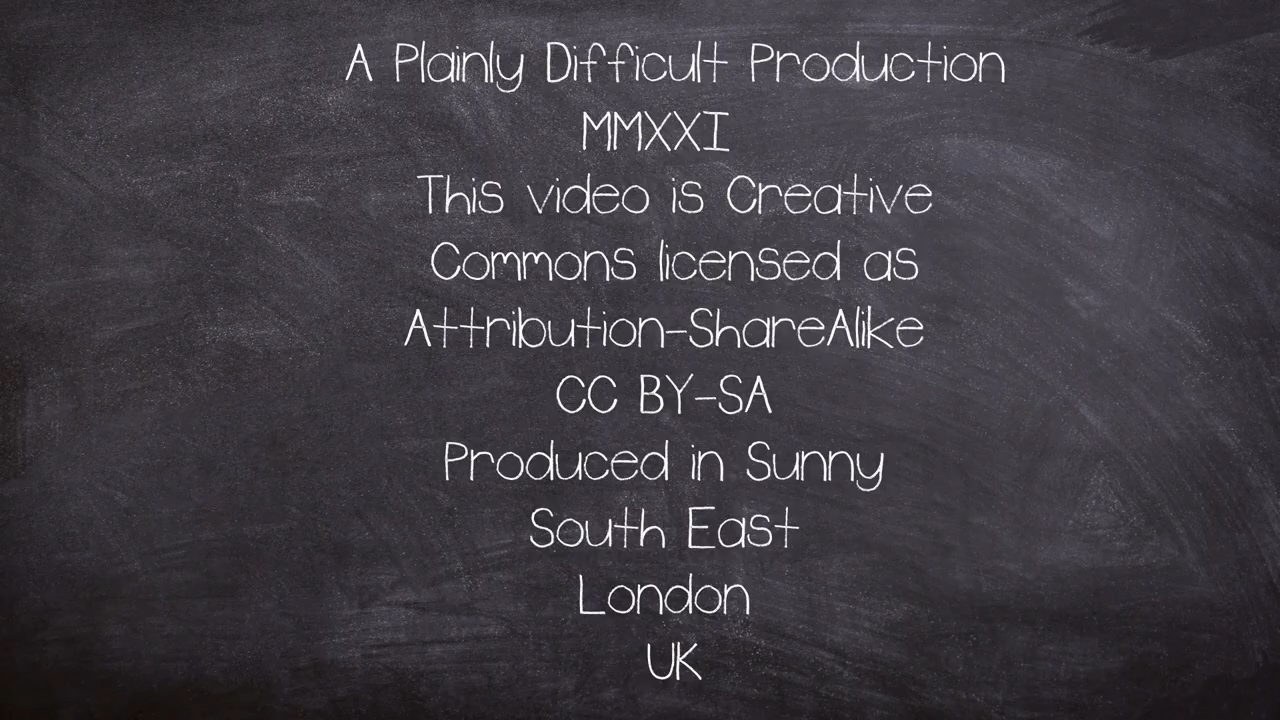 A Plainly Difficult Production
MMXXI
This video is Creative
Commons licensed as
Attribution-ShareAlike
CC BY-SA
Produced in Sunny
South East
London
UK